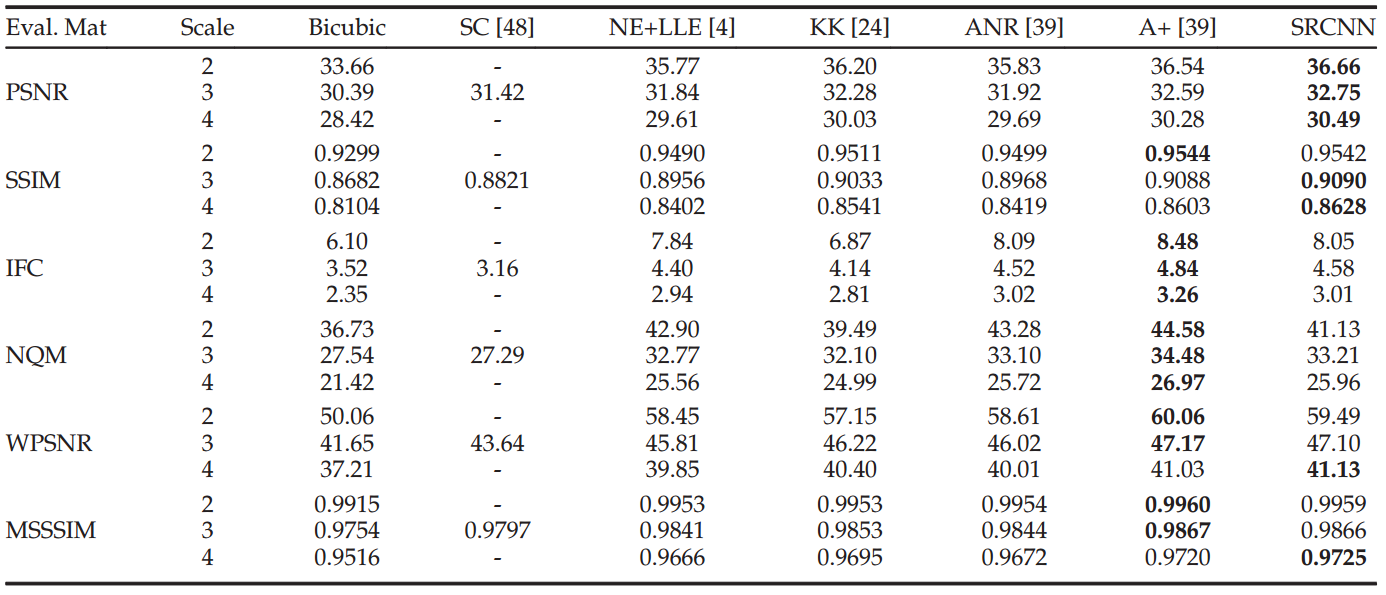 Eval. Mat Scale Bicubic SC [48] NE+LLE [4] KK [24] ANR [39] A+ [39] SRCNN
2 33.66 - 35.77 36.20 35.83 36.54 36.66
PSNR 3 30.39 31.42 31.84 32.28 31.92 32.59 32.75
4 28.42 - 29.61 30.03 29.69 30.28 30.49
2 0.9299 - 0.9490 0.9511 0.9499 0.9544 0.9542
SSIM 3 0.8682 0.8821 0.8956 0.9033 0.8968 0.9088 0.9090
4 0.8104 - 0.8402 0.8541 0.8419 0.8603 0.8628
2 6.10 - 7.84 6.87 8.09 8.48 8.05
IFC 3 3.52 3.16 4.40 4.14 4.52 4.84 4.58
4 2.35 - 2.94 2.81 3.02 3.26 3.01
2 36.73 - 42.90 39.49 43.28 44.58 41.13
NQM 3 27.54 27.29 32.77 32.10 33.10 34.48 33.21
4 21.42 - 25.56 24.99 25.72 26.97 25.96
2 50.06 - 58.45 57.15 58.61 60.06 59.49
WPSNR 3 41.65 43.64 45.81 46.22 46.02 47.17 47.10
4 37.21 - 39.85 40.40 40.01 41.03 41.13
2 0.9915 - 0.9953 0.9953 0.9954 0.9960 0.9959
MSSSIM 3 0.9754 0.9797 0.9841 0.9853 0.9844 0.9867 0.9866
4 0.9516 - 0.9666 0.9695 0.9672 0.9720 0.9725